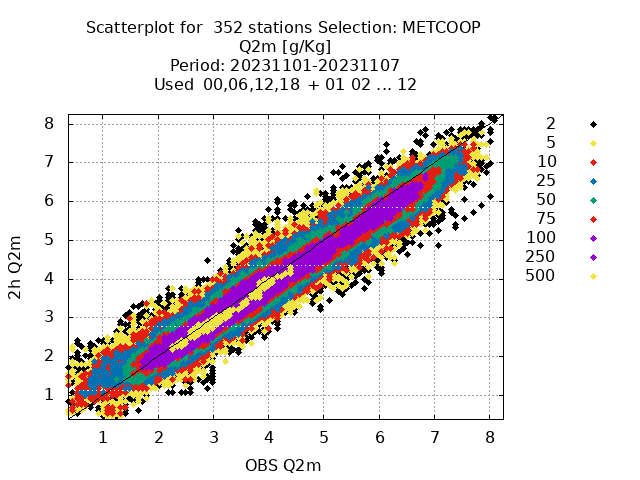 Scatterplot for  352 stations Selection: METCOOP
Q2m [g/Kg]
Period: 20231101-20231107
Used  00,06,12,18 + 01 02 ... 12
8
7
6
5
4
3
2
1
2h Q2m
1 2 3 4 5 6 7 8
OBS Q2m
2
5
10
25
50
75
100
250
500